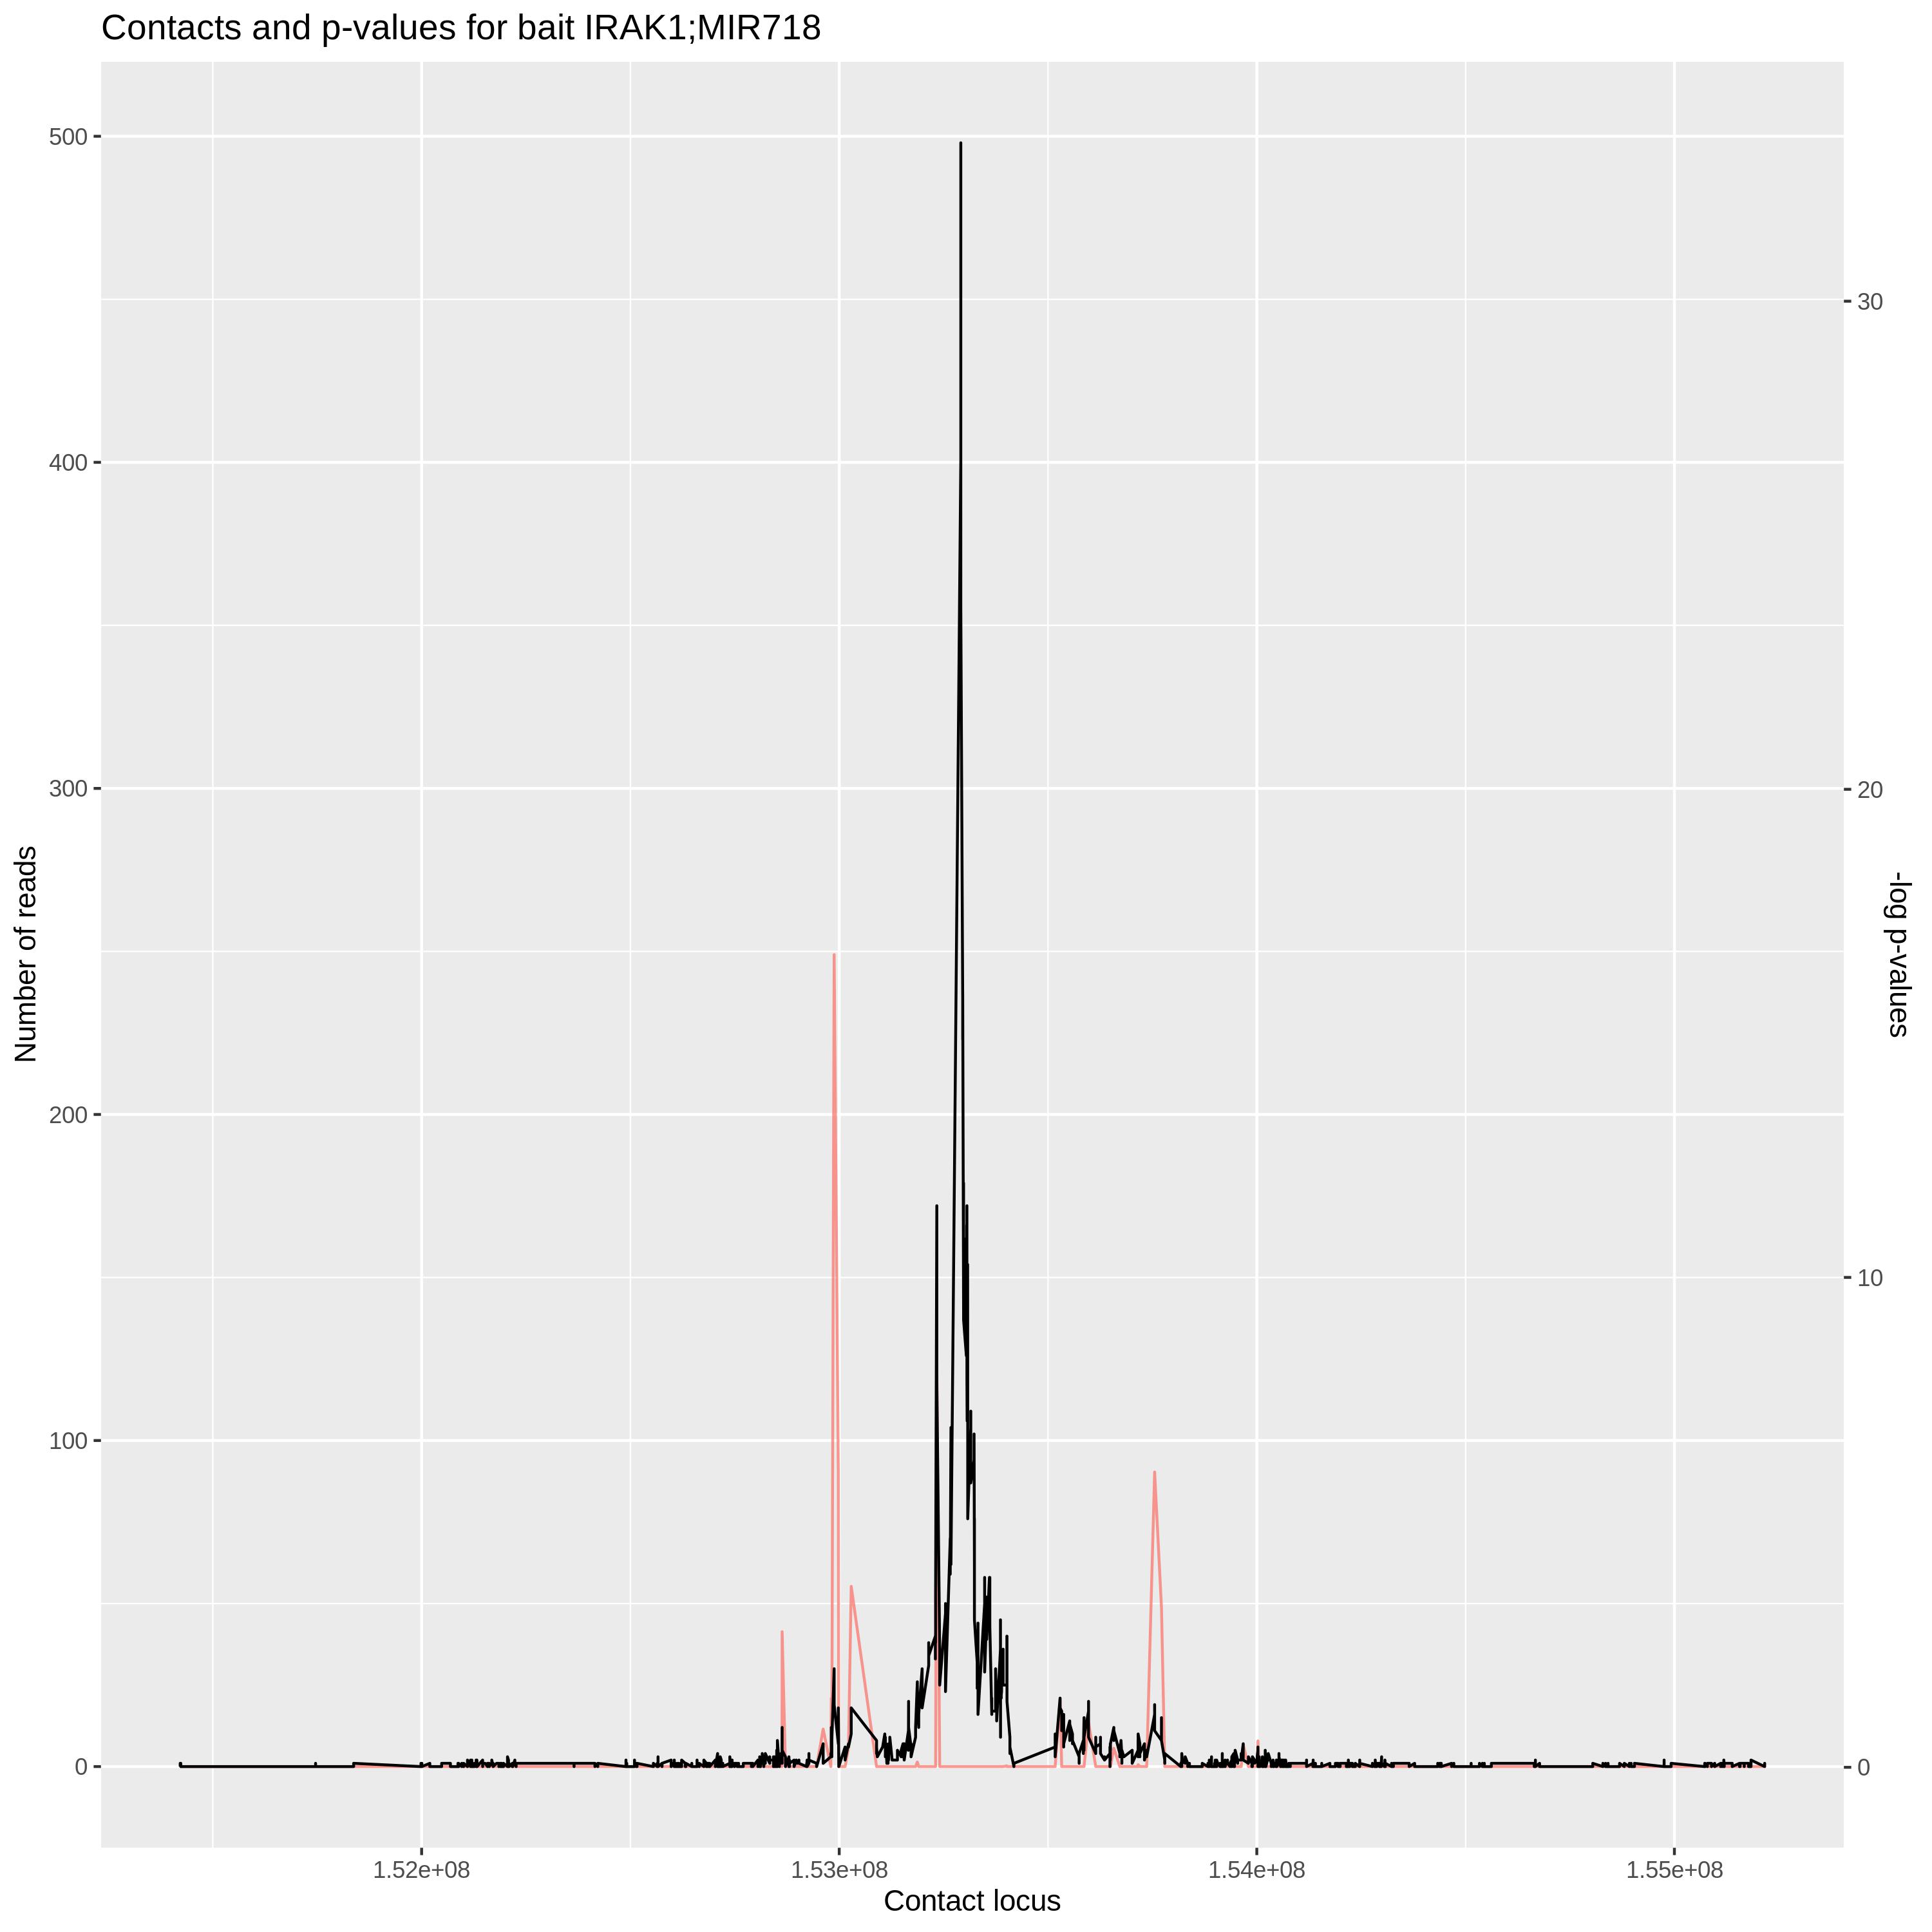 Contacts and p-values for bait IRAK1;MIR718
500
400
300
200
100
0
Number of reads
30
20
10
0
-log p-values
1.52e+08 1.53e+08 1.54e+08 1.55e+08
Contact locus